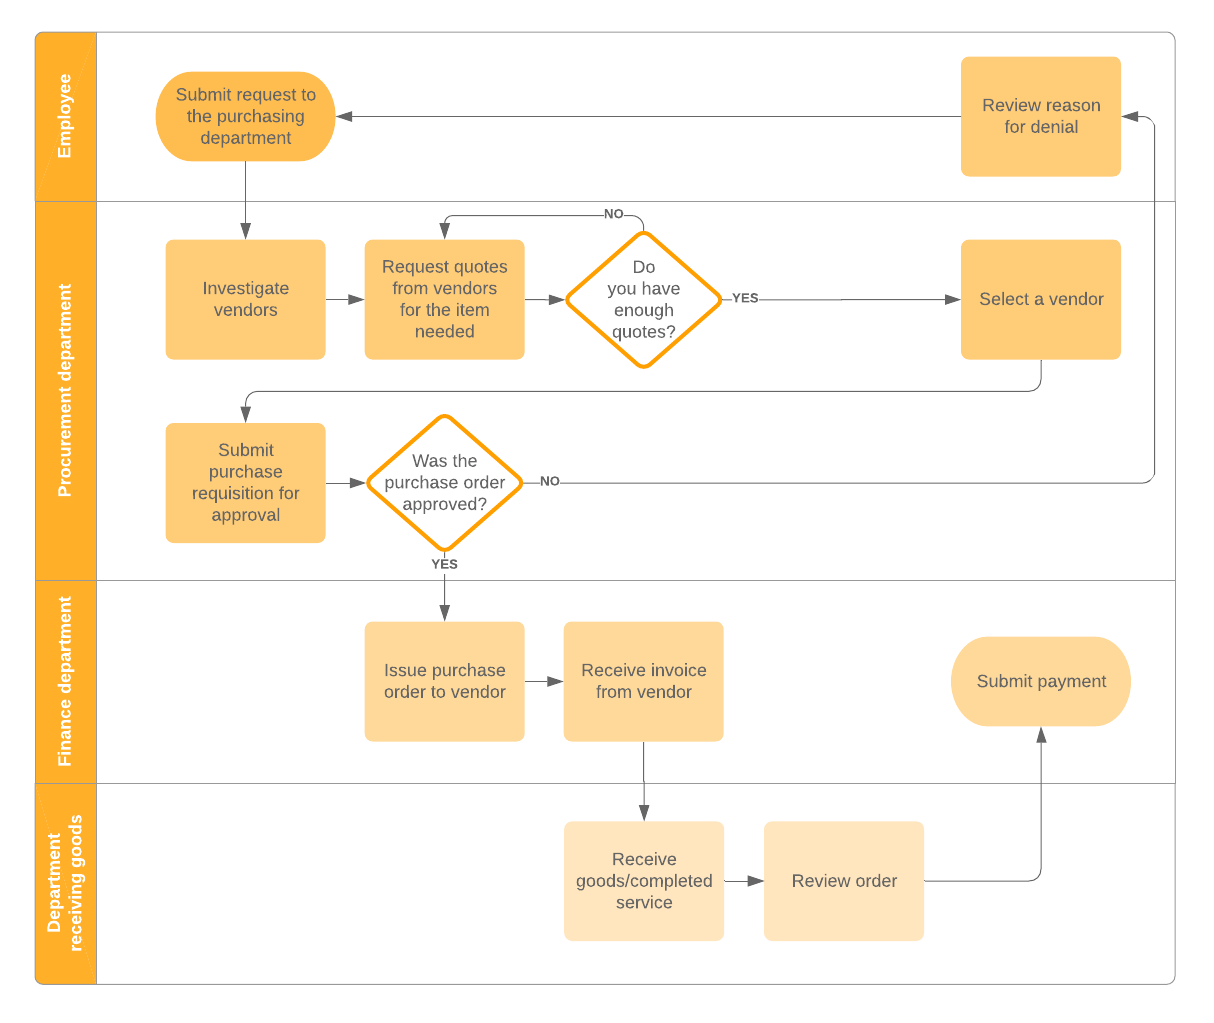 Employee
Submit request to
the purchasing
department
Review reason
for denial
Procurement department
Investigate
vendors
Request quotes
from vendors
for the item
needed
NO
Do
you have
enough
quotes?
YES
Select a vendor
Submit
purchase
requisition for
approval
Was the
purchase order
approved?
NO
YES
Finance department
Issue purchase
order to vendor
Receive invoice
from vendor
Submit payment
Department
receiving goods
Receive
goods/completed
service
Review order